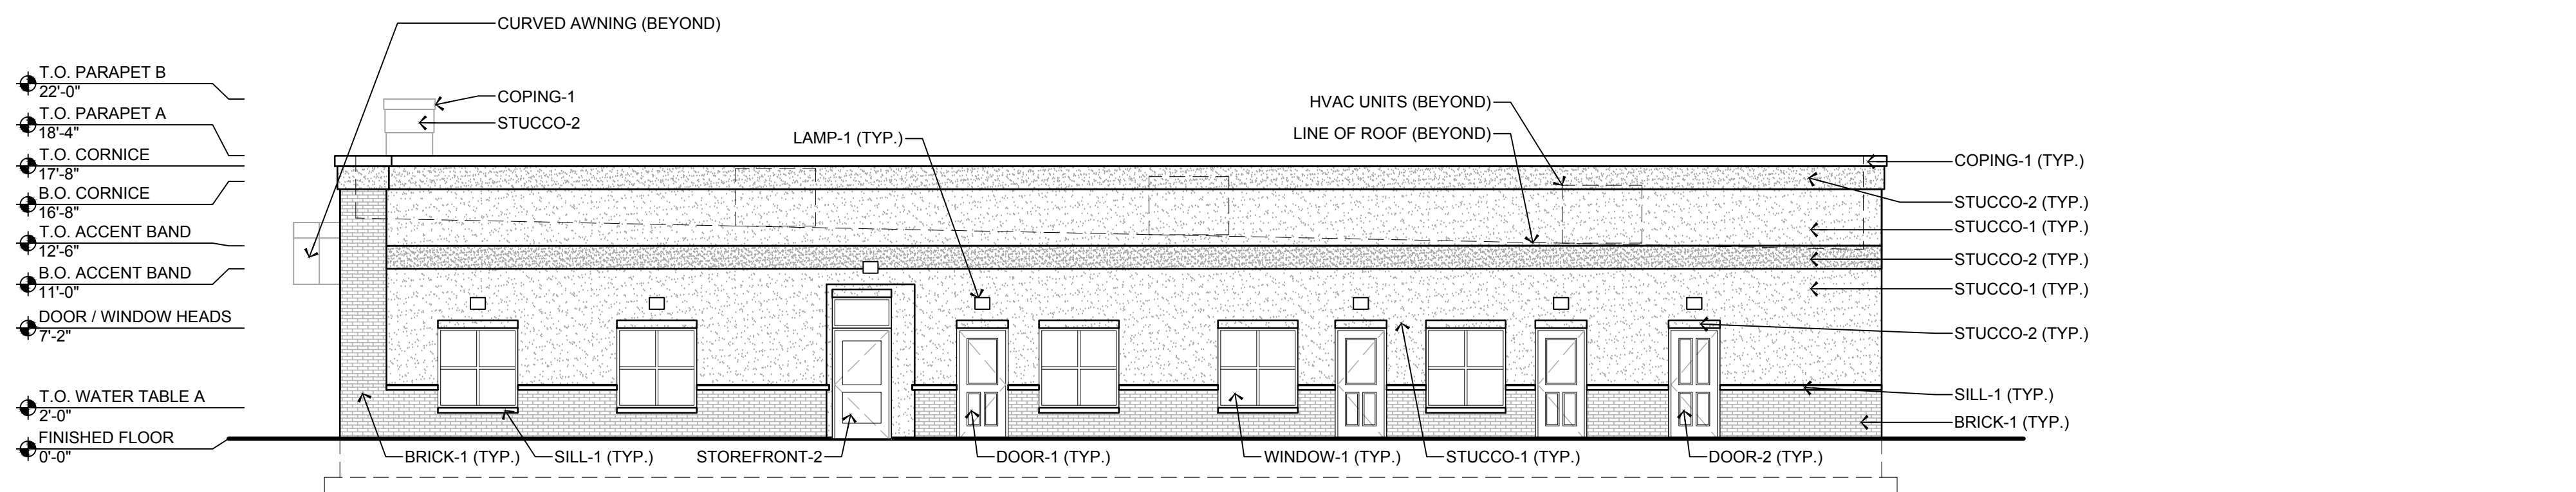 CURVED AWNING (BEYOND)
T.O. PARAPET B
22'-0"
T.O. PARAPET A
18'-4"
T.O. CORNICE
17'-8"
B.O. CORNICE
16'-8"
T.O. ACCENT BAND
12'-6"
B.O. ACCENT BAND
11'-0"
DOOR / WINDOW HEADS
7'-2"
T.O. WATER TABLE A
2'-0"
FINISHED FLOOR
0'-0"
COPING-1
STUCCO-2
LAMP-1 (TYP.)
HVAC UNITS (BEYOND)
LINE OF ROOF (BEYOND)
COPING-1 (TYP.)
STUCCO-2 (TYP.)
STUCCO-1 (TYP.)
STUCCO-2 (TYP.)
STUCCO-1 (TYP.)
STUCCO-2 (TYP.)
SILL-1 (TYP.)
BRICK-1 (TYP.)
BRICK-1 (TYP.)
SILL-1 (TYP.)
STOREFRONT-2
DOOR-1 (TYP.)
WINDOW-1 (TYP.)
STUCCO-1 (TYP.)
DOOR-2 (TYP.)